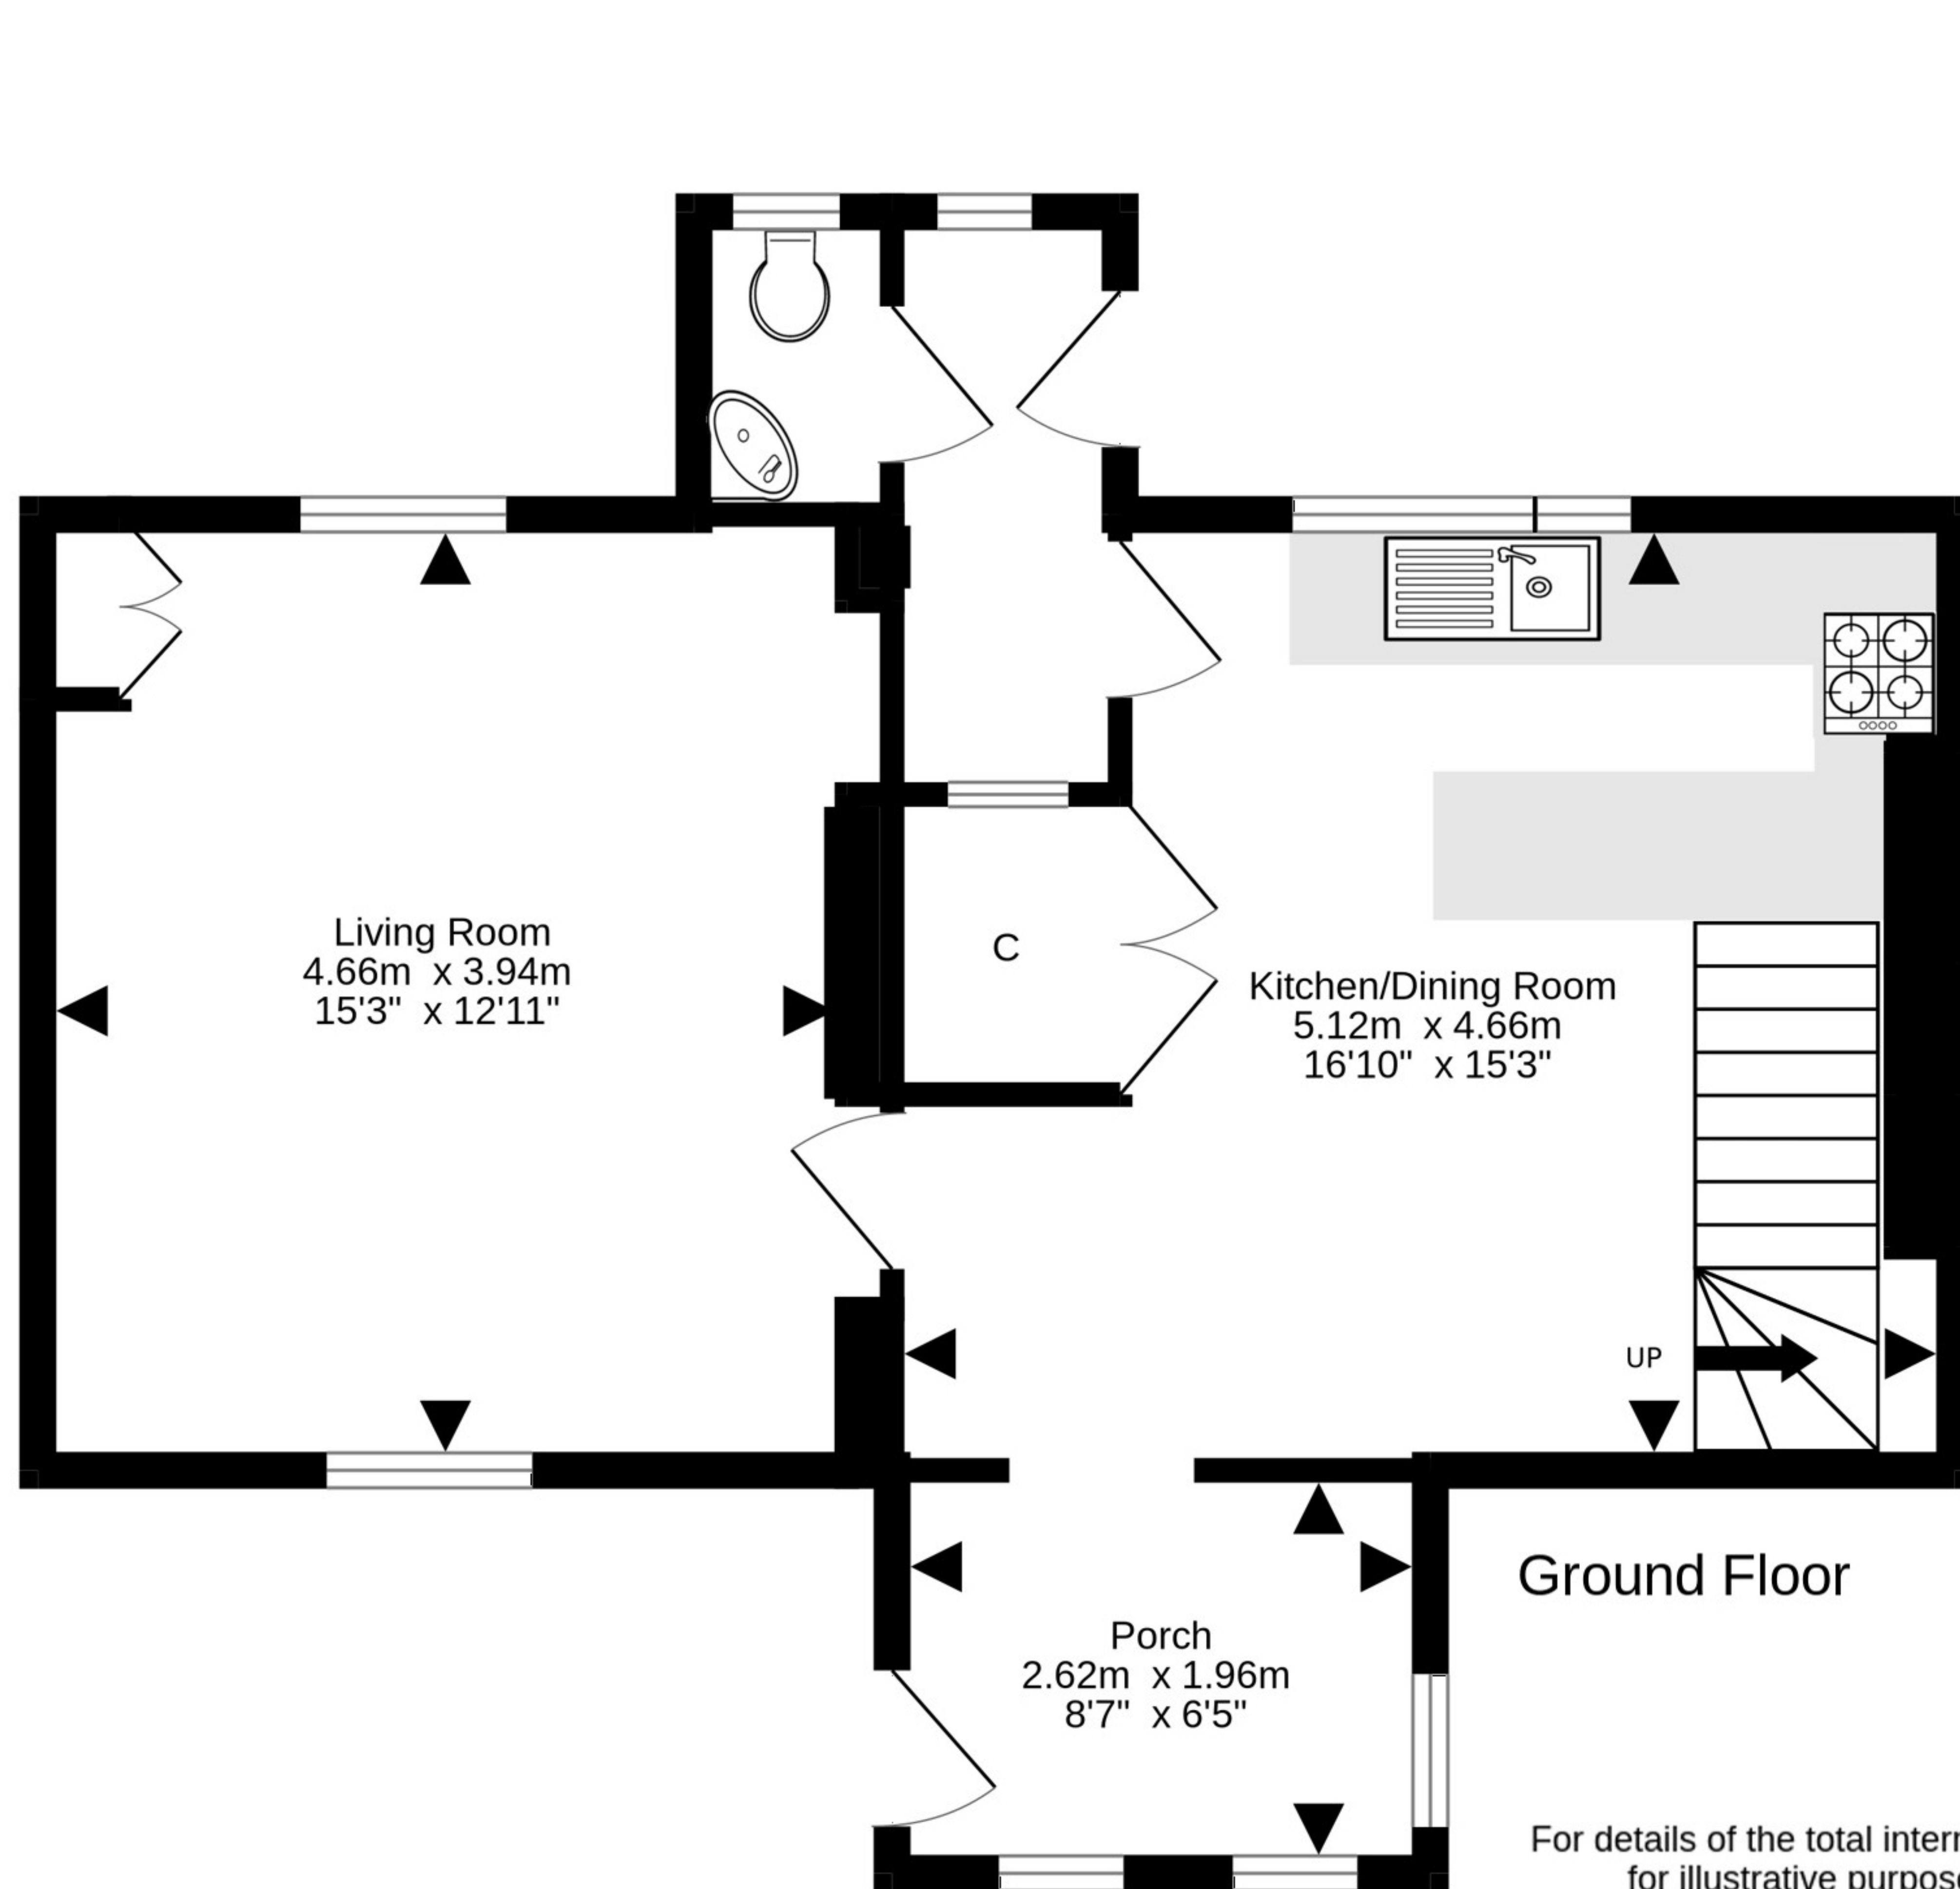 Living Room
4.66m x 3.94m
15'3" x 12'11"
C
Kitchen/Dining Room
5.12m x 4.66m
16'10" x 15'3"
UP
Ground Floor
Porch
2.62m x 1.96m
8'7" x 6'5"
For details of the total
for illustrative